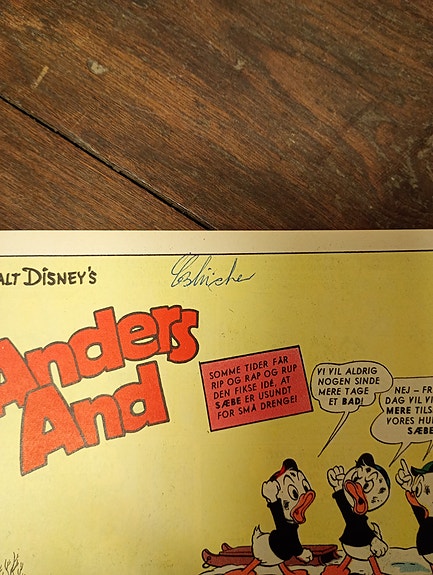 ALT DISNEY'S
Anders
And
SOMME TIDER FÅR
RIP OG RAP OG RUP
DEN FIKSE IDÉ, AT
SÆBE ER USUNDT
FOR SMÅ DRENGE!
VI VIL ALDRIG
NOGEN SINDE
MERE TAGE
ET BAD!
NEJ – FR
DAG VIL VI
MERE TILS
VORES HU
SÆB